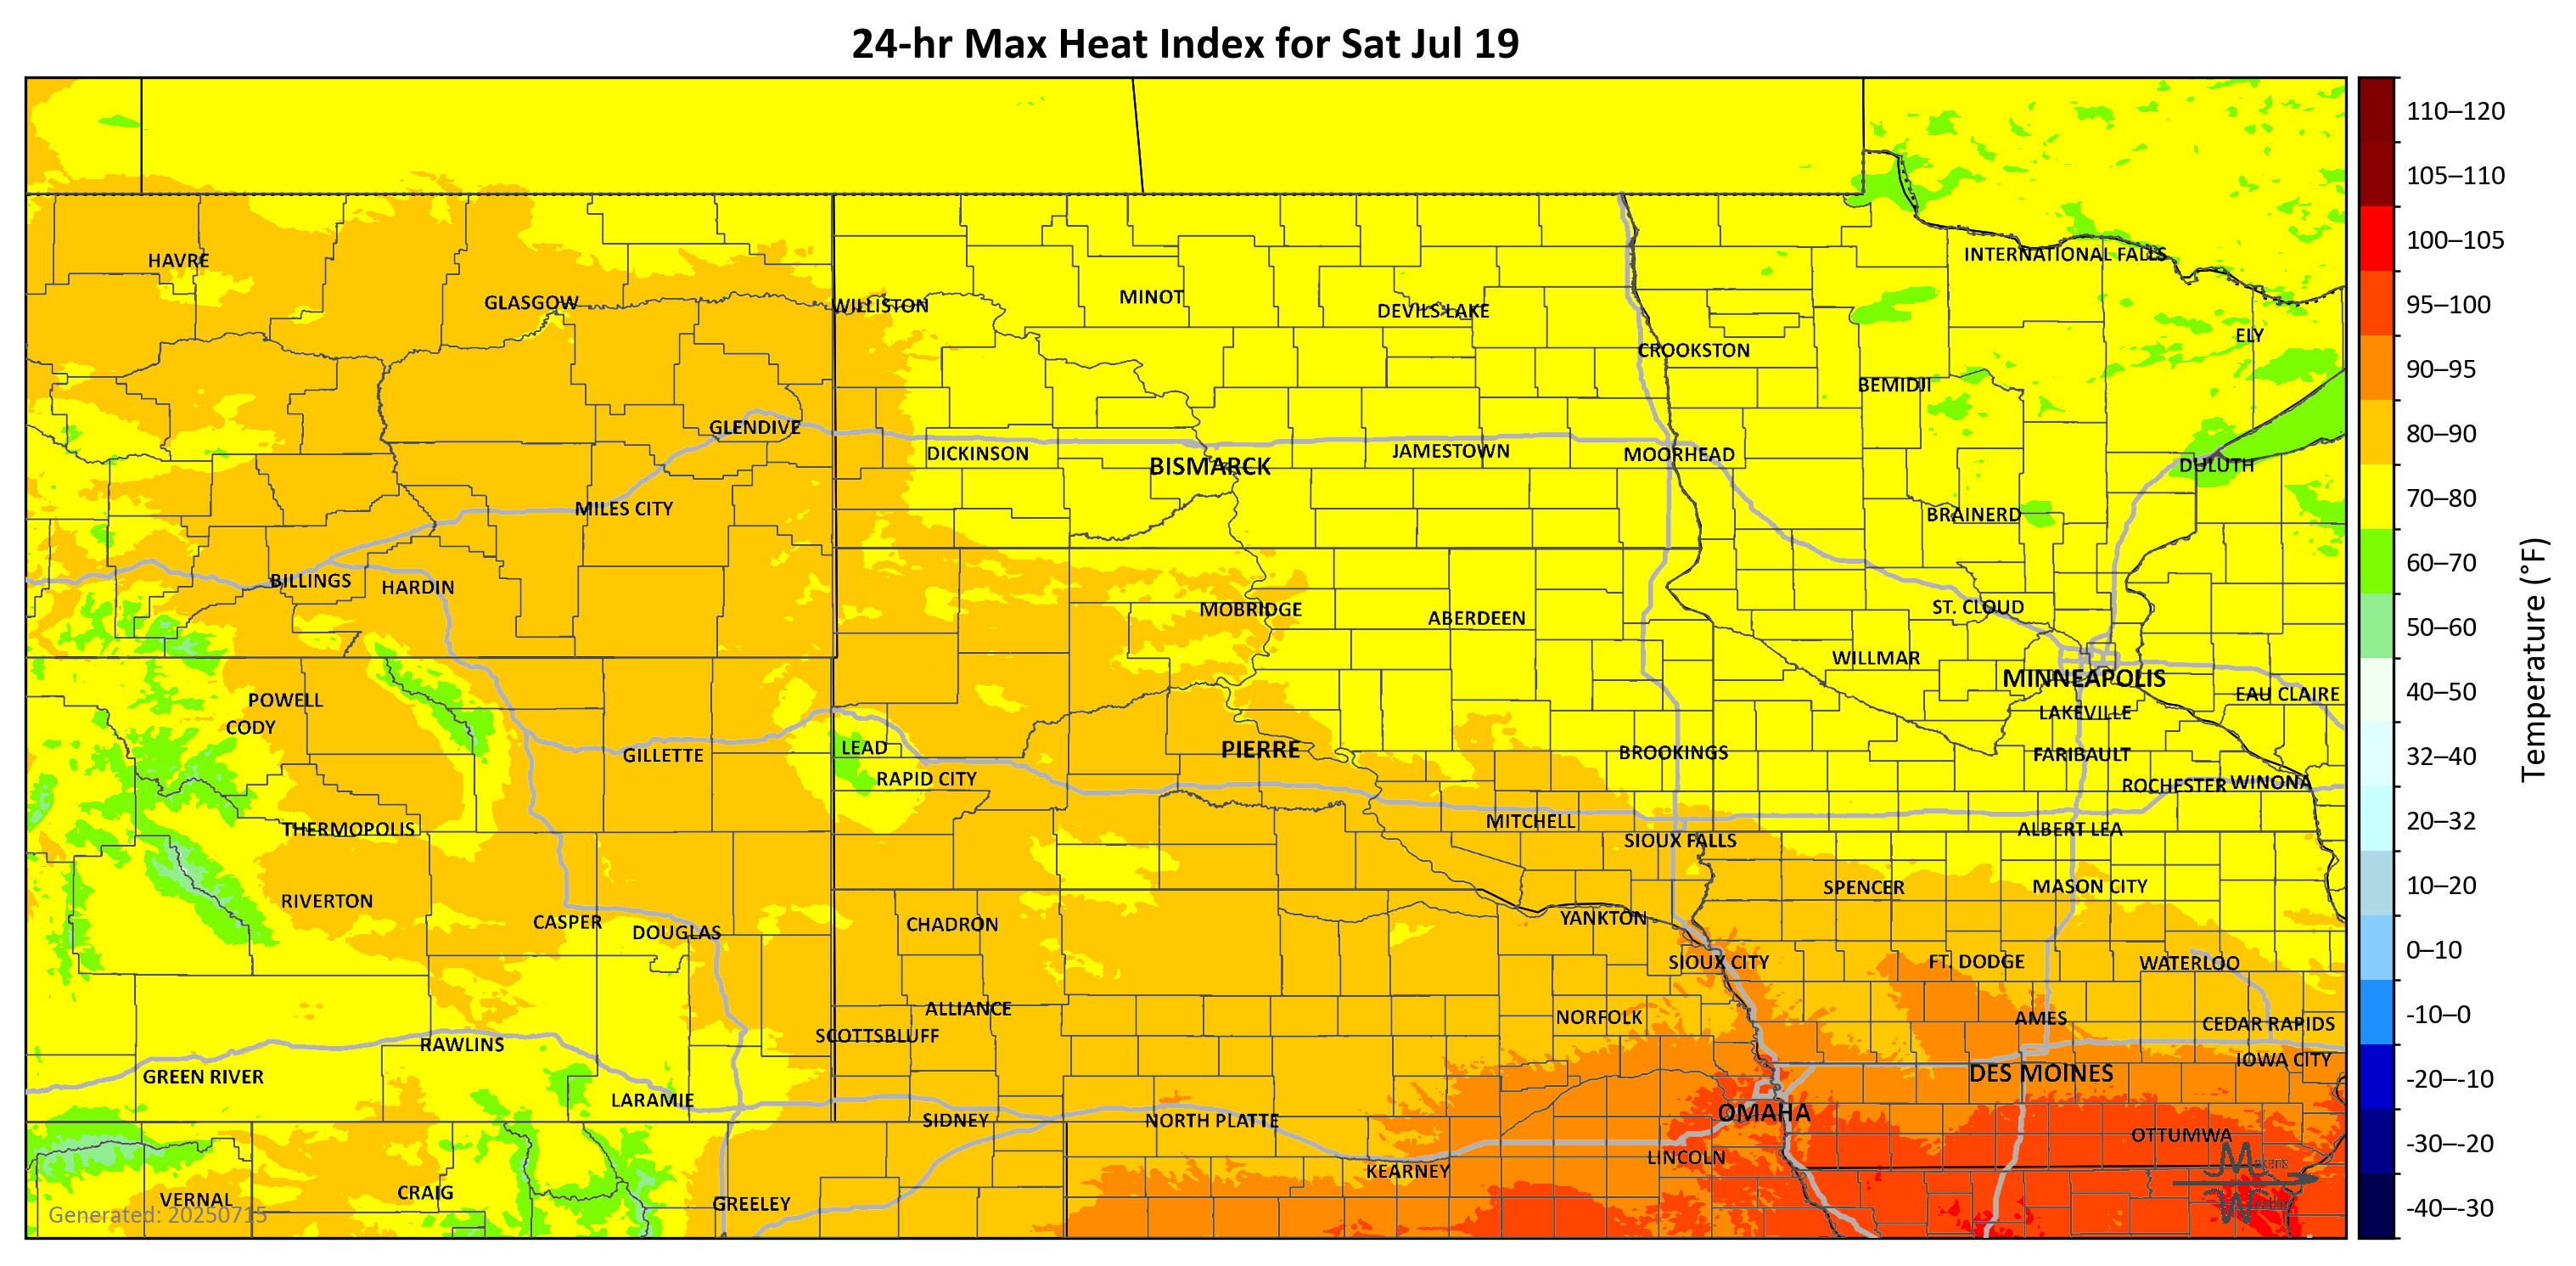 24-hr Max Heat Index for Sat Jul 19
110–120
105–110
100–105
95–100
90–95
80–90
70–80
60–70
50–60
40–50
32–40
20–32
10–20
0–10
-10–0
-20–-10
-30–-20
-40–-30
Temperature (°F)
HAVRE
INTERNATIONAL FALLS
GLASGOW
WILLISTON
MINOT
DEVILS LAKE
ELY
CROOKSTON
BEMIDJI
GLENDIVE
DICKINSON
BISMARCK
JAMESTOWN
MOORHEAD
DULUTH
MILES CITY
BRAINERD
BILLINGS
HARDIN
MOBRIDGE
ABERDEEN
ST. CLOUD
WILLMAR
MINNEAPOLIS
EAU CLAIRE
POWELL
CODY
LAKEVILLE
GILLETTE
LEAD
RAPID CITY
PIERRE
BROOKINGS
FARIBAULT
ROCHESTER
WINONA
THERMOPOLIS
MITCHELL
SIOUX FALLS
ALBERT LEA
RIVERTON
SPENCER
MASON CITY
CASPER
DOUGLAS
CHADRON
YANKTON
SIOUX CITY
FT. DODGE
WATERLOO
ALLIANCE
NORFOLK
AMES
CEDAR RAPIDS
SCOTTSBLUFF
RAWLINS
IOWA CITY
GREEN RIVER
DES MOINES
LARAMIE
SIDNEY
NORTH PLATTE
OMAHA
OTTUMWA
LINCOLN
KEARNEY
VERNAL
CRAIG
GREELEY
Generated: 20250715